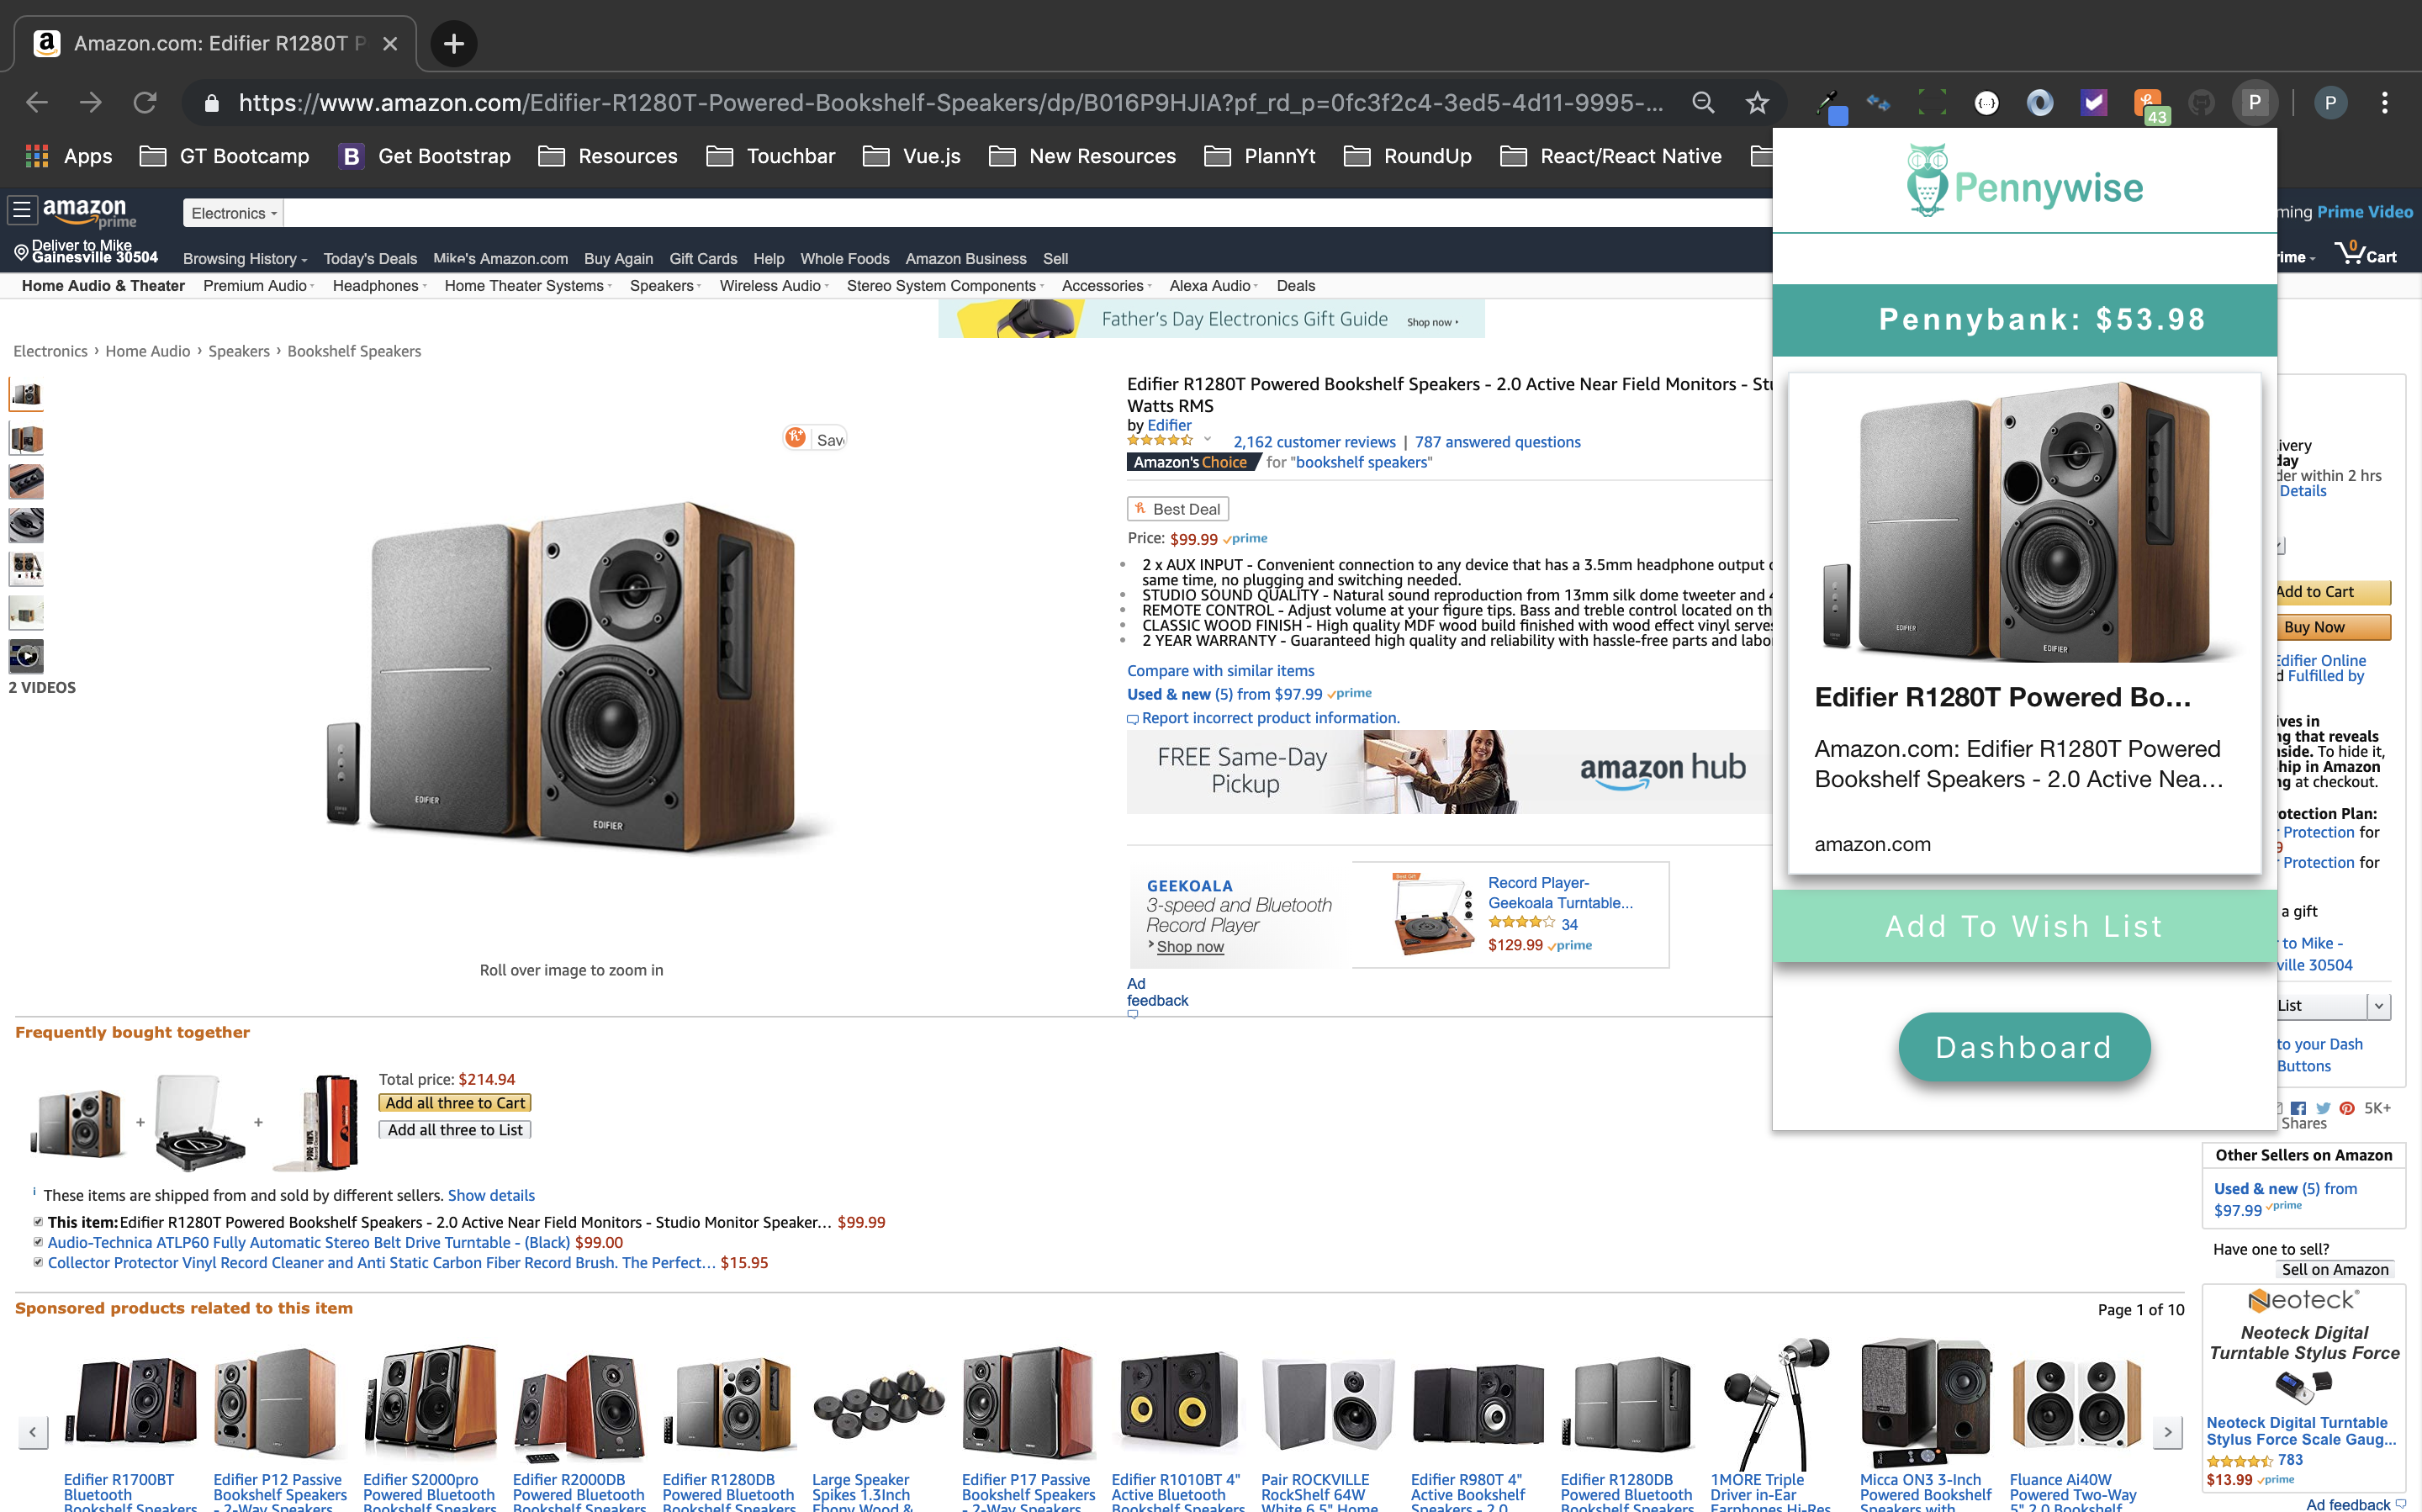 Amazon.com: Edifier R1280T P
https://www.amazon.com/Edifier-R1280T-Powered-Bookshelf-Speakers/dp/B016P9HJIA?pf_rd_p=0fc3f2c4-3ed5-4d11-9995-...
43
P
P
Apps
GT Bootcamp
B Get Bootstrap
Resources
Touchbar
Vue.js
New Resources
PlannYt
RoundUp
React/React Native
Pennywise
amazon
prime
Electronics
ming Prime Video
Deliver to Mike
Gainesville 30504
Browsing History
Today's Deals
Mike's Amazon.com
Buy Again
Gift Cards
Help
Whole Foods
Amazon Business
Sell
rime
0
Cart
Home Audio & Theater
Premium Audio
Headphones
Home Theater Systems
Speakers
Wireless Audio
Stereo System Components
Accessories
Alexa Audio
Deals
Father's Day Electronics Gift Guide
Shop now
Pennybank: $53.98
Electronics › Home Audio › Speakers › Bookshelf Speakers
2 VIDEOS
Sav
EDIFIER
EDIFIER
Roll over image to zoom in
Edifier R1280T Powered Bookshelf Speakers - 2.0 Active Near Field Monitors - Stu
Watts RMS
by Edifier
2,162 customer reviews | 787 answered questions
Amazon's Choice for "bookshelf speakers"
Best Deal
Price: $99.99 prime
2 x AUX INPUT - Convenient connection to any device that has a 3.5mm headphone output o
same time, no plugging and switching needed.
STUDIO SOUND QUALITY - Natural sound reproduction from 13mm silk dome tweeter and 4
REMOTE CONTROL - Adjust volume at your figure tips. Bass and treble control located on th
CLASSIC WOOD FINISH - High quality MDF wood build finished with wood effect vinyl serve
2 YEAR WARRANTY - Guaranteed high quality and reliability with hassle-free parts and labo
Compare with similar items
Used & new (5) from $97.99 prime
Report incorrect product information.
FREE Same-Day
Pickup
amazon hub
GEEKOALA
3-speed and Bluetooth
Record Player
Shop now
Record Player-
Geekoala Turntable...
34
$129.99 prime
Ad
feedback
EDIFIER
EDIFIER
Edifier R1280T Powered Bo...
Amazon.com: Edifier R1280T Powered
Bookshelf Speakers - 2.0 Active Nea...
amazon.com
Add To Wish List
Dashboard
ivery
day
der within 2 hrs
Details
Add to Cart
Buy Now
Edifier Online
d Fulfilled by
ives in
ng that reveals
nside. To hide it,
ship in Amazon
ng at checkout.
otection Plan:
r Protection for
9
r Protection for
a gift
to Mike -
ville 30504
List
to your Dash
Buttons
5K+
Shares
Frequently bought together
+
+
Total price: $214.94
Add all three to Cart
Add all three to List
i These items are shipped from and sold by different sellers. Show details
This item: Edifier R1280T Powered Bookshelf Speakers - 2.0 Active Near Field Monitors - Studio Monitor Speaker... $99.99
Audio-Technica ATLP60 Fully Automatic Stereo Belt Drive Turntable - (Black) $99.00
Collector Protector Vinyl Record Cleaner and Anti Static Carbon Fiber Record Brush. The Perfect... $15.95
Other Sellers on Amazon
Used & new (5) from
$97.99 prime
Have one to sell?
Sell on Amazon
Sponsored products related to this item
Page 1 of 10
Edifier R1700BT
Bluetooth
Bookshelf Speakers
Edifier P12 Passive
Bookshelf Speakers
- 2-Way Speakers
Edifier S2000pro
Powered Bluetooth
Bookshelf Speakers
Edifier R2000DB
Powered Bluetooth
Bookshelf Speakers
Edifier R1280DB
Powered Bluetooth
Bookshelf Speakers
Large Speaker
Spikes 1.3Inch
Ebony Wood &
Edifier P17 Passive
Bookshelf Speakers
- 2-Way Speakers
Edifier R1010BT 4"
Active Bluetooth
Bookshelf Speakers
Pair ROCKVILLE
RockShelf 64W
White 6.5" Home
Edifier R980T 4"
Active Bookshelf
Speakers - 2.0
Edifier R1280DB
Powered Bluetooth
Bookshelf Speakers
1MORE Triple
Driver in-Ear
Earphones Hi-Res
Micca ON3 3-Inch
Powered Bookshelf
Speakers with
Fluance Ai40W
Powered Two-Way
5" 2.0 Bookshelf
Neoteck
Neoteck Digital
Turntable Stylus Force
Neoteck Digital Turntable
Stylus Force Scale Gaug...
783
$13.99 prime
Ad feedback